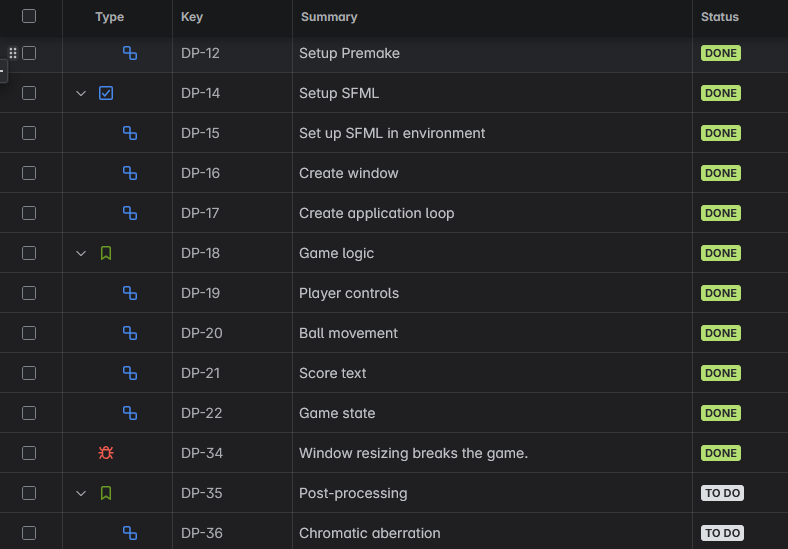 Type Key Summary Status
DP-12 Setup Premake DONE
DP-14 Setup SFML DONE
DP-15 Set up SFML in environment DONE
DP-16 Create window DONE
DP-17 Create application loop DONE
DP-18 Game logic DONE
DP-19 Player controls DONE
DP-20 Ball movement DONE
DP-21 Score text DONE
DP-22 Game state DONE
DP-34 Window resizing breaks the game. DONE
DP-35 Post-processing TO DO
DP-36 Chromatic aberration TO DO